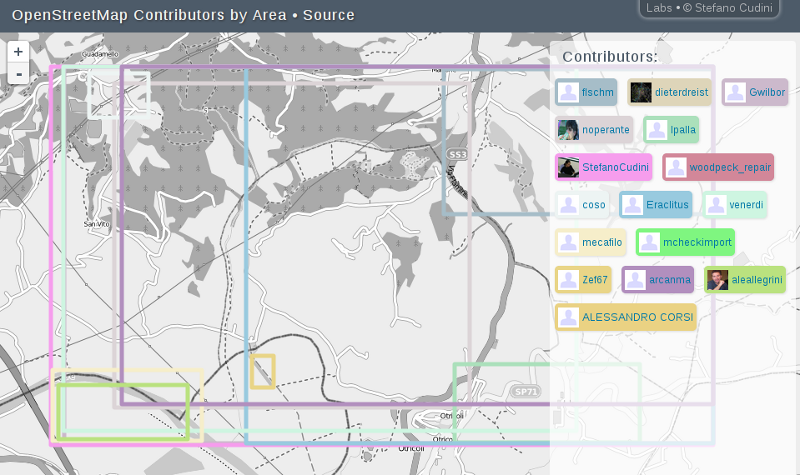 OpenStreetMap Contributors by Area • Source
Labs • © Stefano Cudini
+
-
Guadamello
San Vito
SS3
SP71
Otricoli
Otricoli
Contributors:
fischm dieterdreist Gwilbor
noperante lpalla
StefanoCudini woodpeck_repair
coso Eraclitus venerdi
mecafilo mcheckimport
Zef67 arcanma aleallegrini
ALESSANDRO CORSI